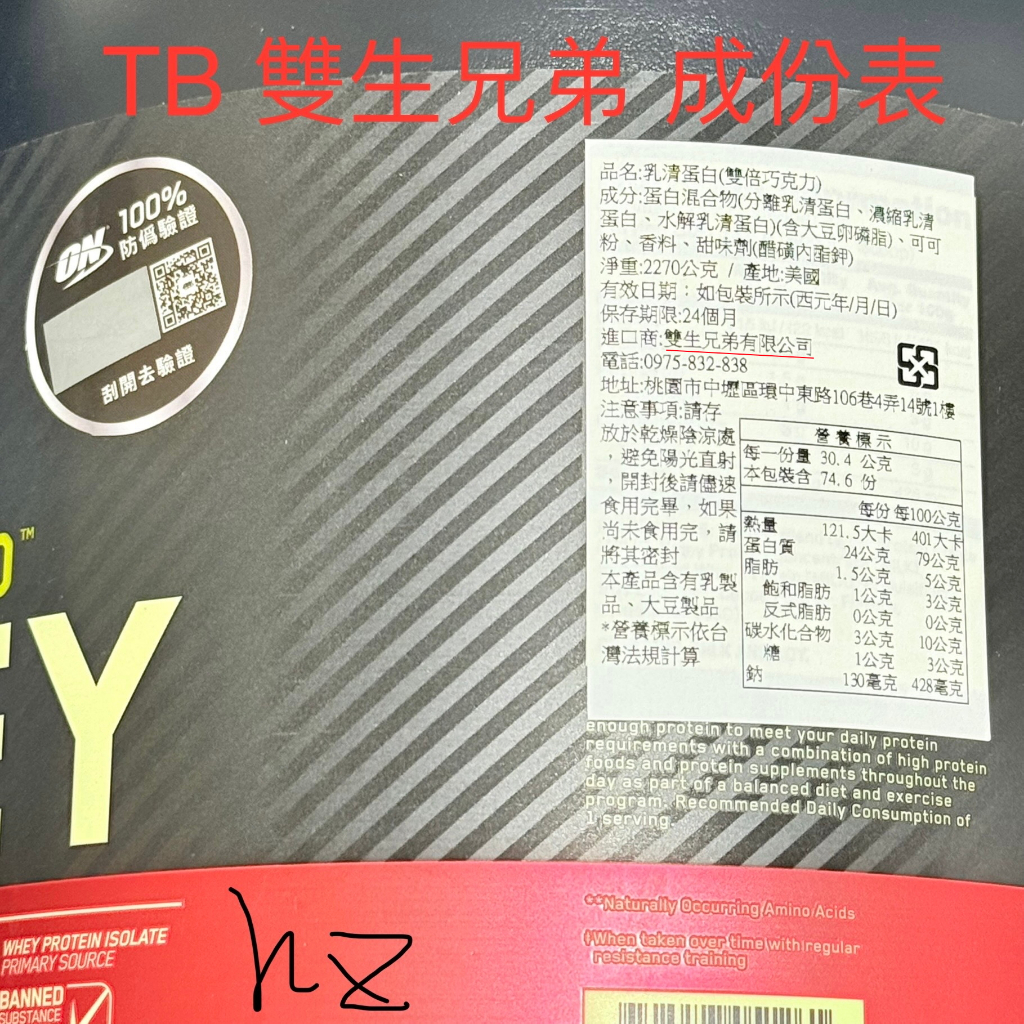 TB 雙生兄弟 成份表
ON
100%
防偽驗證
刮開去驗證
品名:乳清蛋白(雙倍巧克力)
成分:蛋白混合物(分離乳清蛋白、濃縮乳清
蛋白、水解乳清蛋白)(含大豆卵磷脂)、可可
粉、香料、甜味劑(醋磺內酯鉀)
淨重:2270公克 / 產地:美國
有效日期：如包裝所示(西元年/月/日)
保存期限:24個月
進口商:雙生兄弟有限公司
電話:0975-832-838
地址:桃園市中壢區環中東路106巷4弄14號1樓
注意事項:請存
放於乾燥陰涼處
，避免陽光直射
，開封後請儘速
食用完畢，如果
尚未食用完，請
將其密封
本產品含有乳製
品、大豆製品
*營養標示依台
灣法規計算
營養標示
每一份量 30.4 公克
本包裝含 74.6 份
每份 每100公克
熱量 121.5大卡 401大卡
蛋白質 24公克 79公克
脂肪 1.5公克 5公克
飽和脂肪 1公克 3公克
反式脂肪 0公克 0公克
碳水化合物 3公克 10公克
糖 1公克 3公克
鈉 130毫克 428毫克
TM
EY
enough protein to meet your daily protein
requirements with a combination of high protein
foods and protein supplements throughout the
day as part of a balanced diet and exercise
program. Recommended Daily Consumption of
1 serving.
WHEY PROTEIN ISOLATE
PRIMARY SOURCE
BANNED
SUBSTANCE
hz
**Naturally Occurring Amino Acids
†When taken over time with regular
resistance training